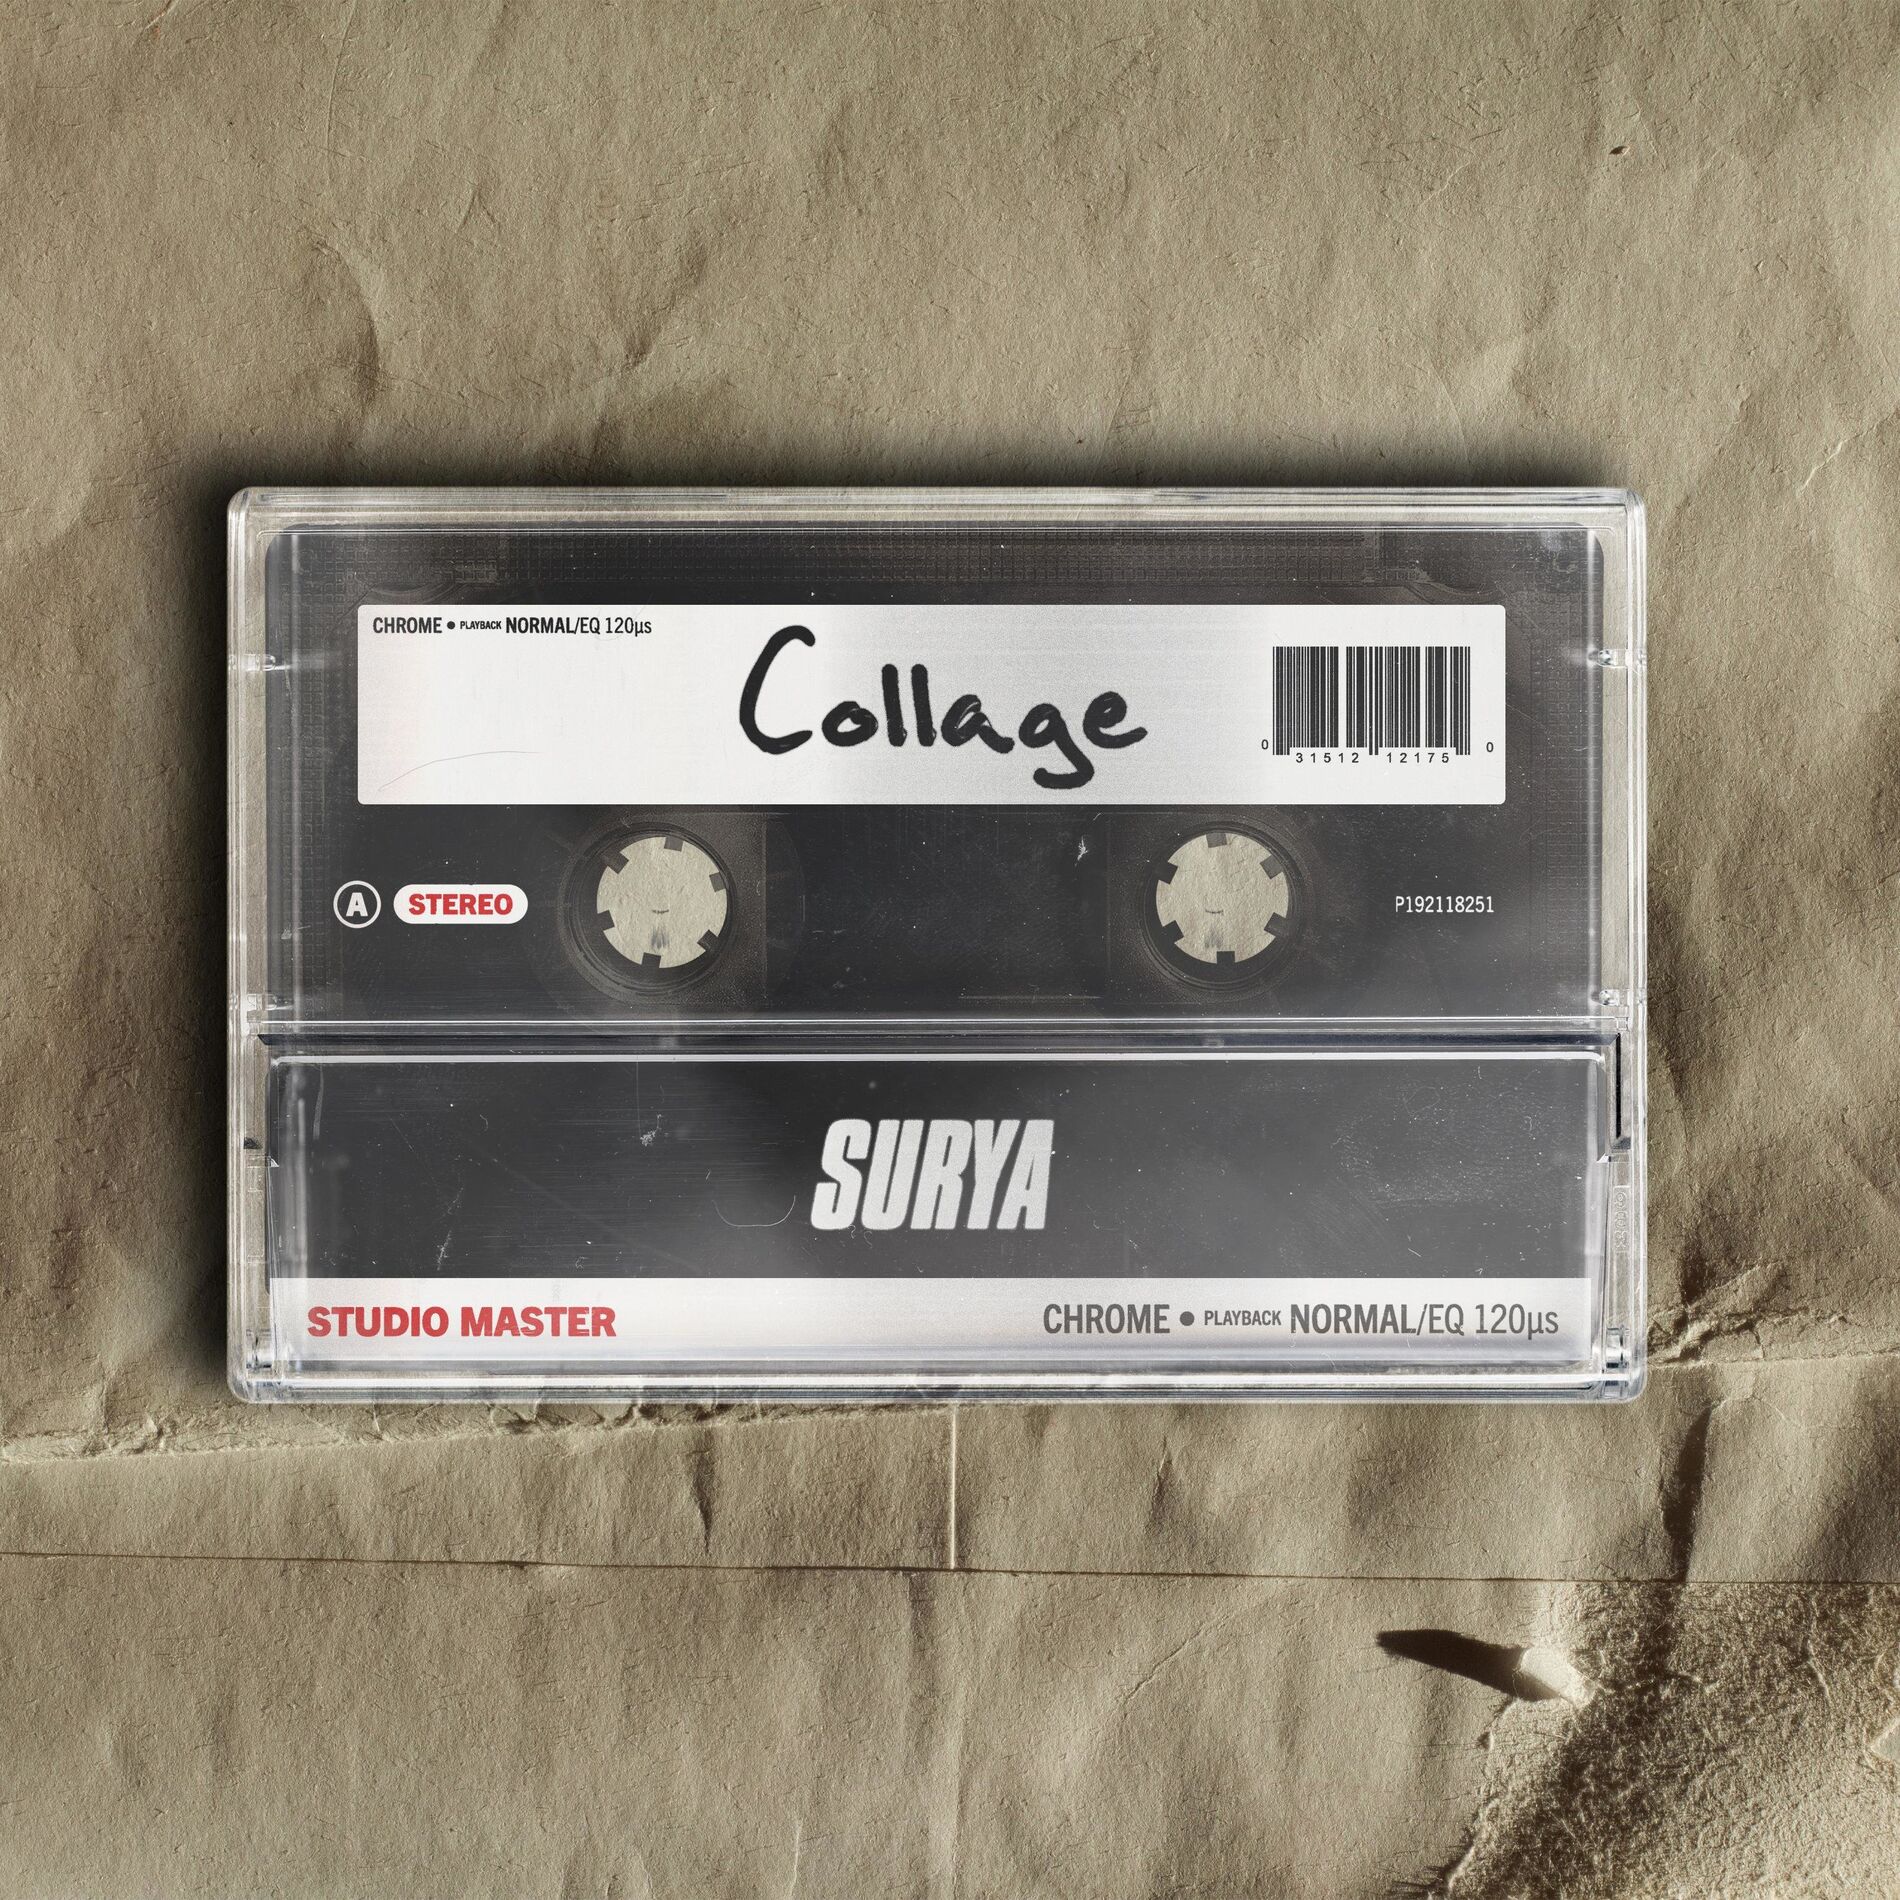 CHROME • PLAYBACK NORMAL/EQ 120µs
Collage
0 31512 12175 0
A STEREO
P192118251
SURYA
STUDIO MASTER
CHROME • PLAYBACK NORMAL/EQ 120µs